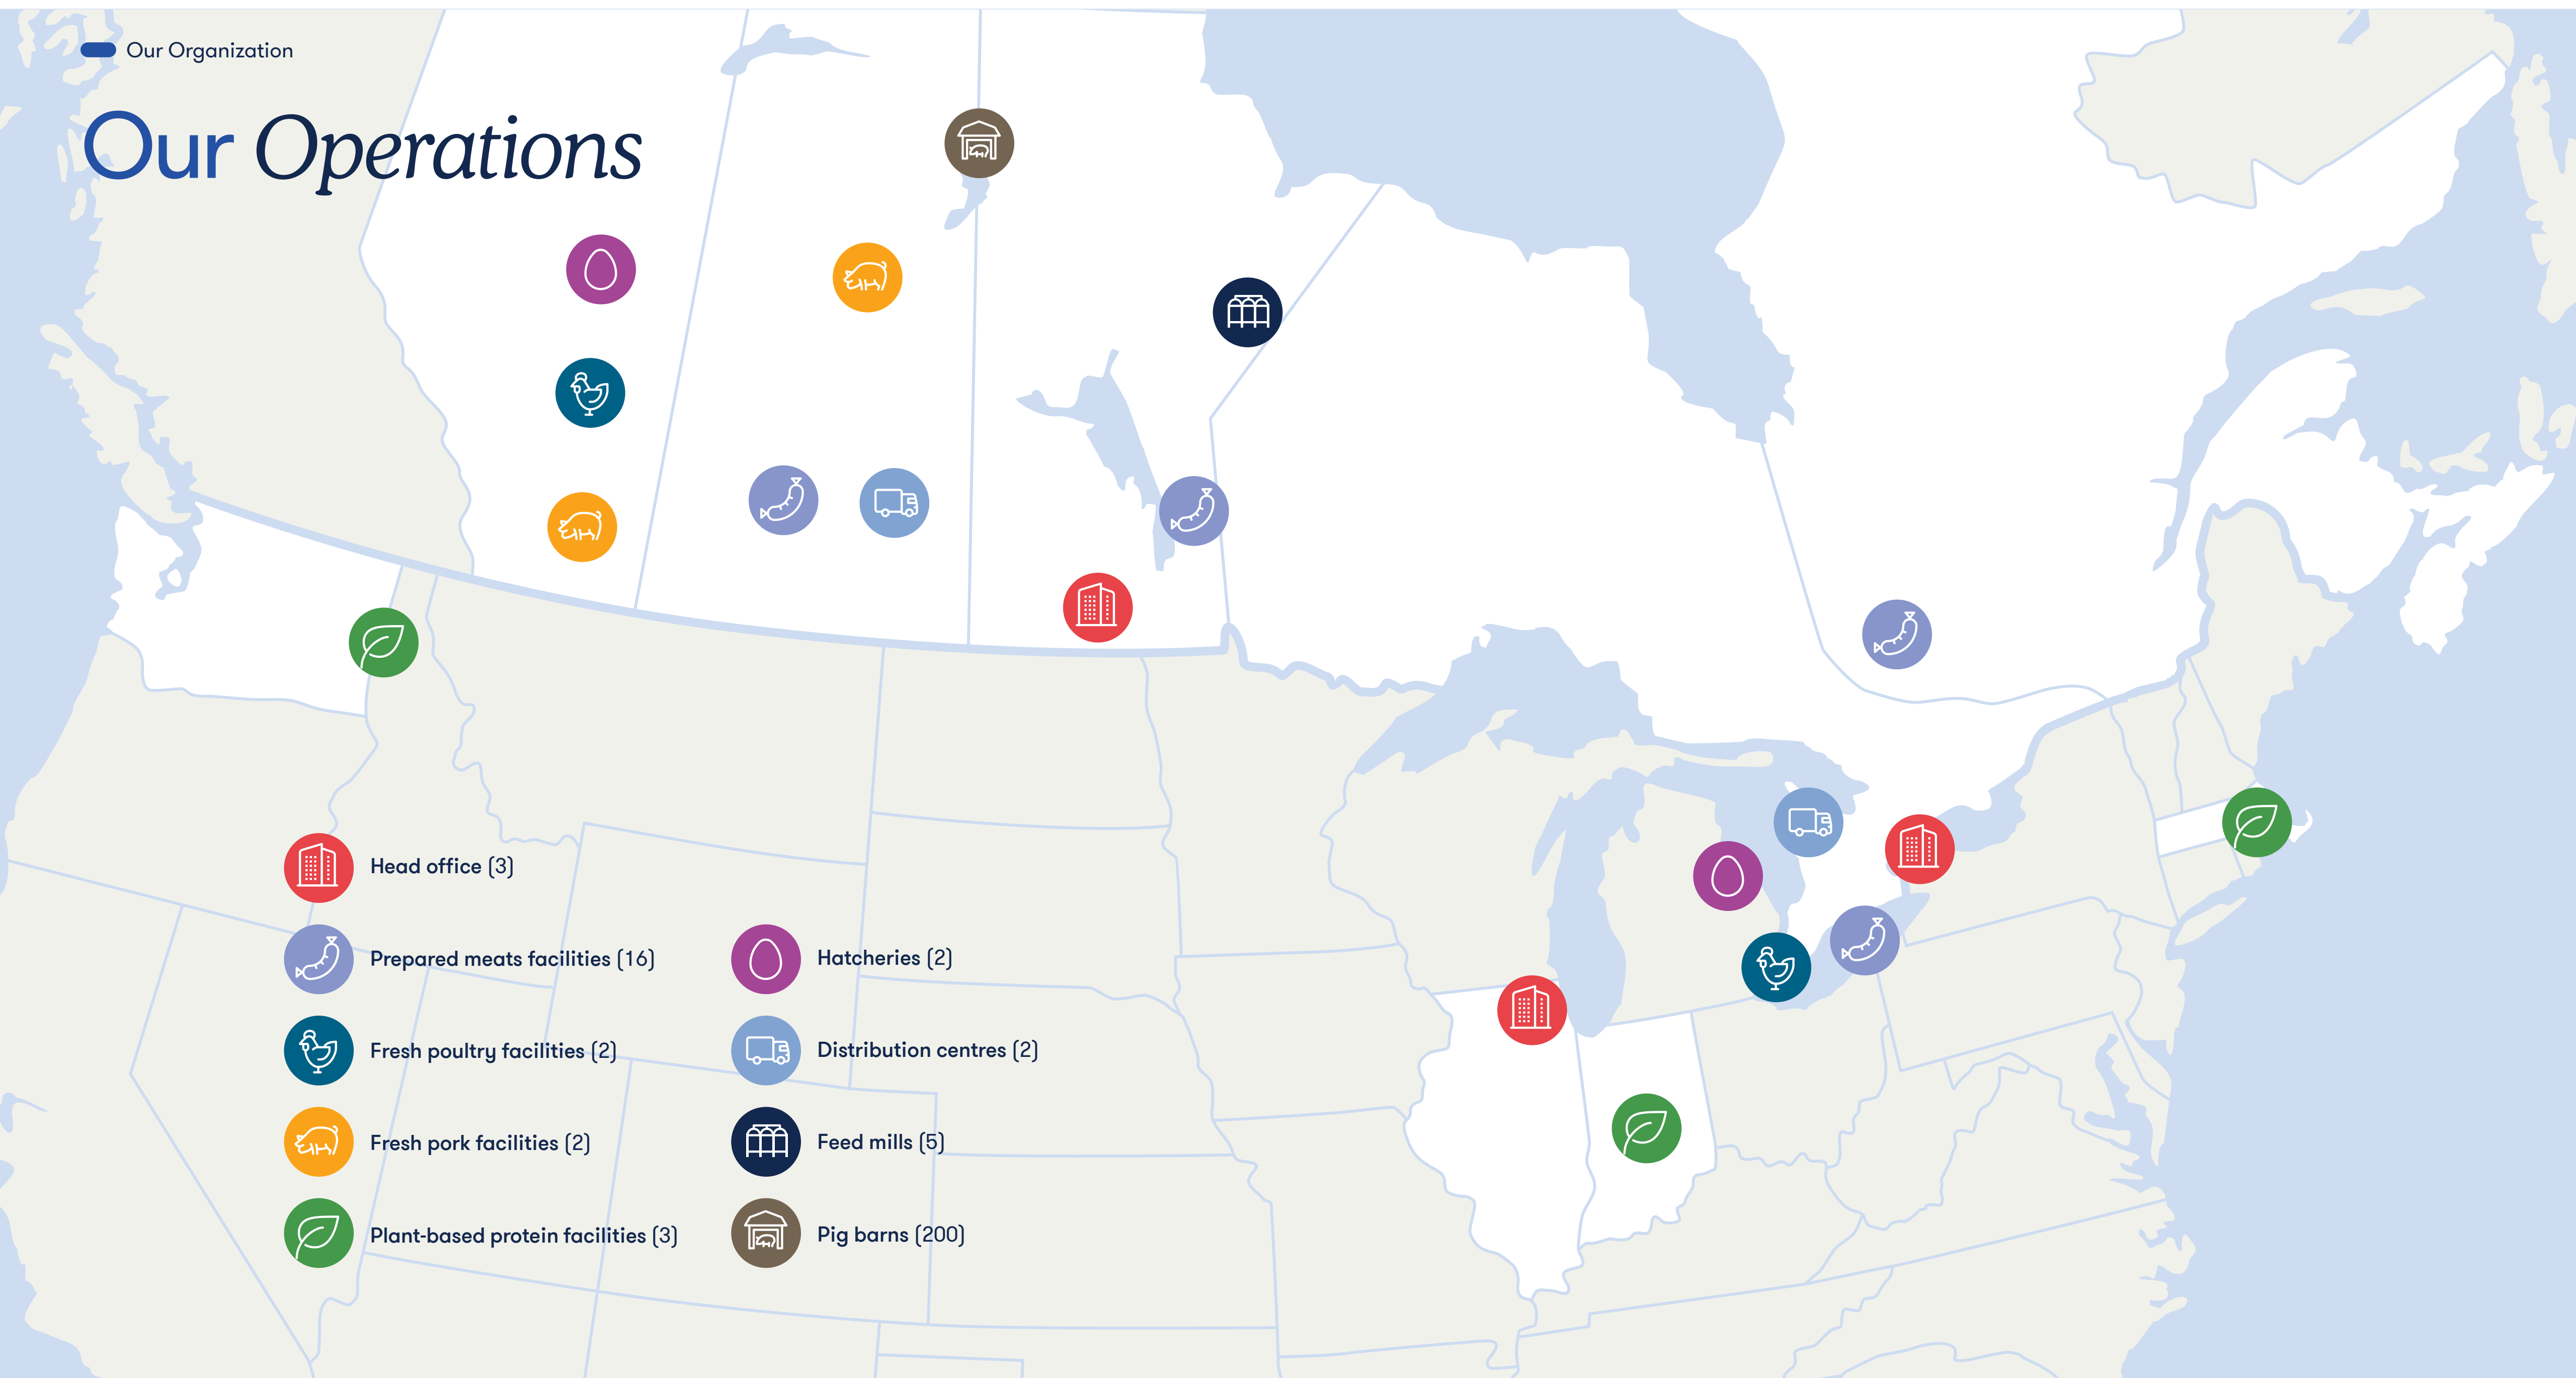 Our Organization
Our Operations
Head office (3)
Prepared meats facilities (16)
Fresh poultry facilities (2)
Fresh pork facilities (2)
Plant-based protein facilities (3)
Hatcheries (2)
Distribution centres (2)
Feed mills (5)
Pig barns (200)